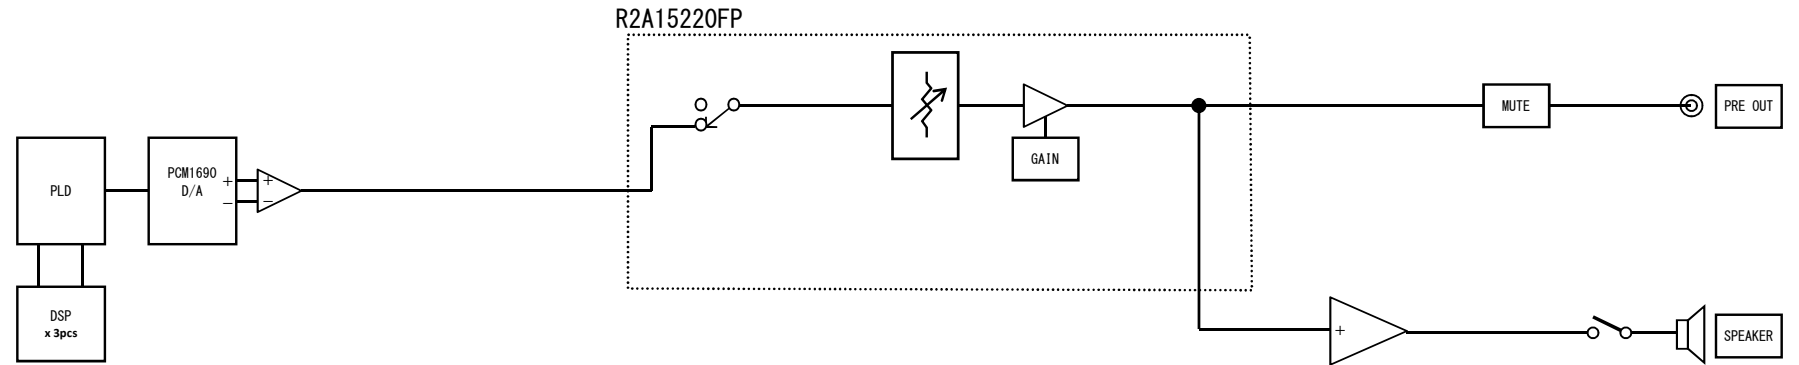 R2A15220FP
MUTE
PRE OUT
GAIN
PLD
PCM1690
D/A
+
−
+
−
DSP
x 3pcs
+
SPEAKER